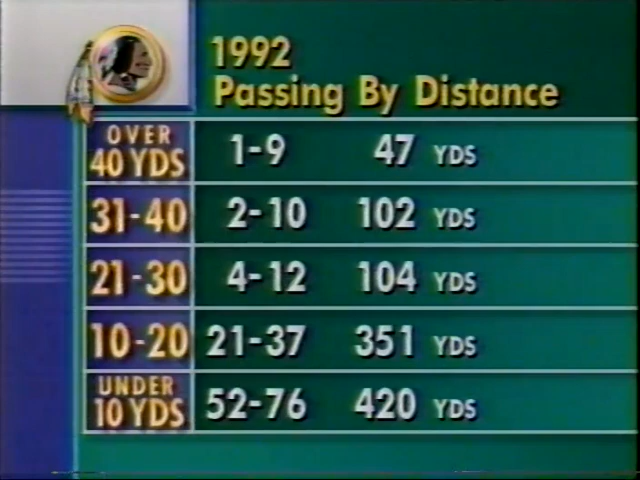 1992
Passing By Distance
OVER
40 YDS 1-9 47 YDS
31-40 2-10 102 YDS
21-30 4-12 104 YDS
10-20 21-37 351 YDS
UNDER
10 YDS 52-76 420 YDS